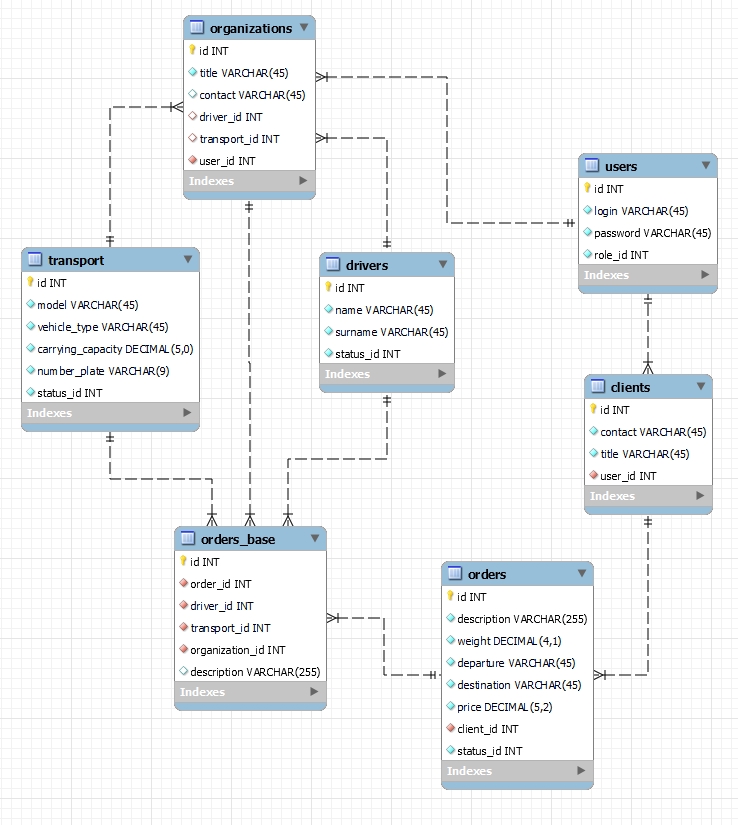 organizations
id INT
title VARCHAR(45)
contact VARCHAR(45)
driver_id INT
transport_id INT
user_id INT
Indexes
users
id INT
login VARCHAR(45)
password VARCHAR(45)
role_id INT
Indexes
transport
id INT
model VARCHAR(45)
vehicle_type VARCHAR(45)
carrying_capacity DECIMAL(5,0)
number_plate VARCHAR(9)
status_id INT
Indexes
drivers
id INT
name VARCHAR(45)
surname VARCHAR(45)
status_id INT
Indexes
clients
id INT
contact VARCHAR(45)
title VARCHAR(45)
user_id INT
Indexes
orders_base
id INT
order_id INT
driver_id INT
transport_id INT
organization_id INT
description VARCHAR(255)
Indexes
orders
id INT
description VARCHAR(255)
weight DECIMAL(4,1)
departure VARCHAR(45)
destination VARCHAR(45)
price DECIMAL(5,2)
client_id INT
status_id INT
Indexes